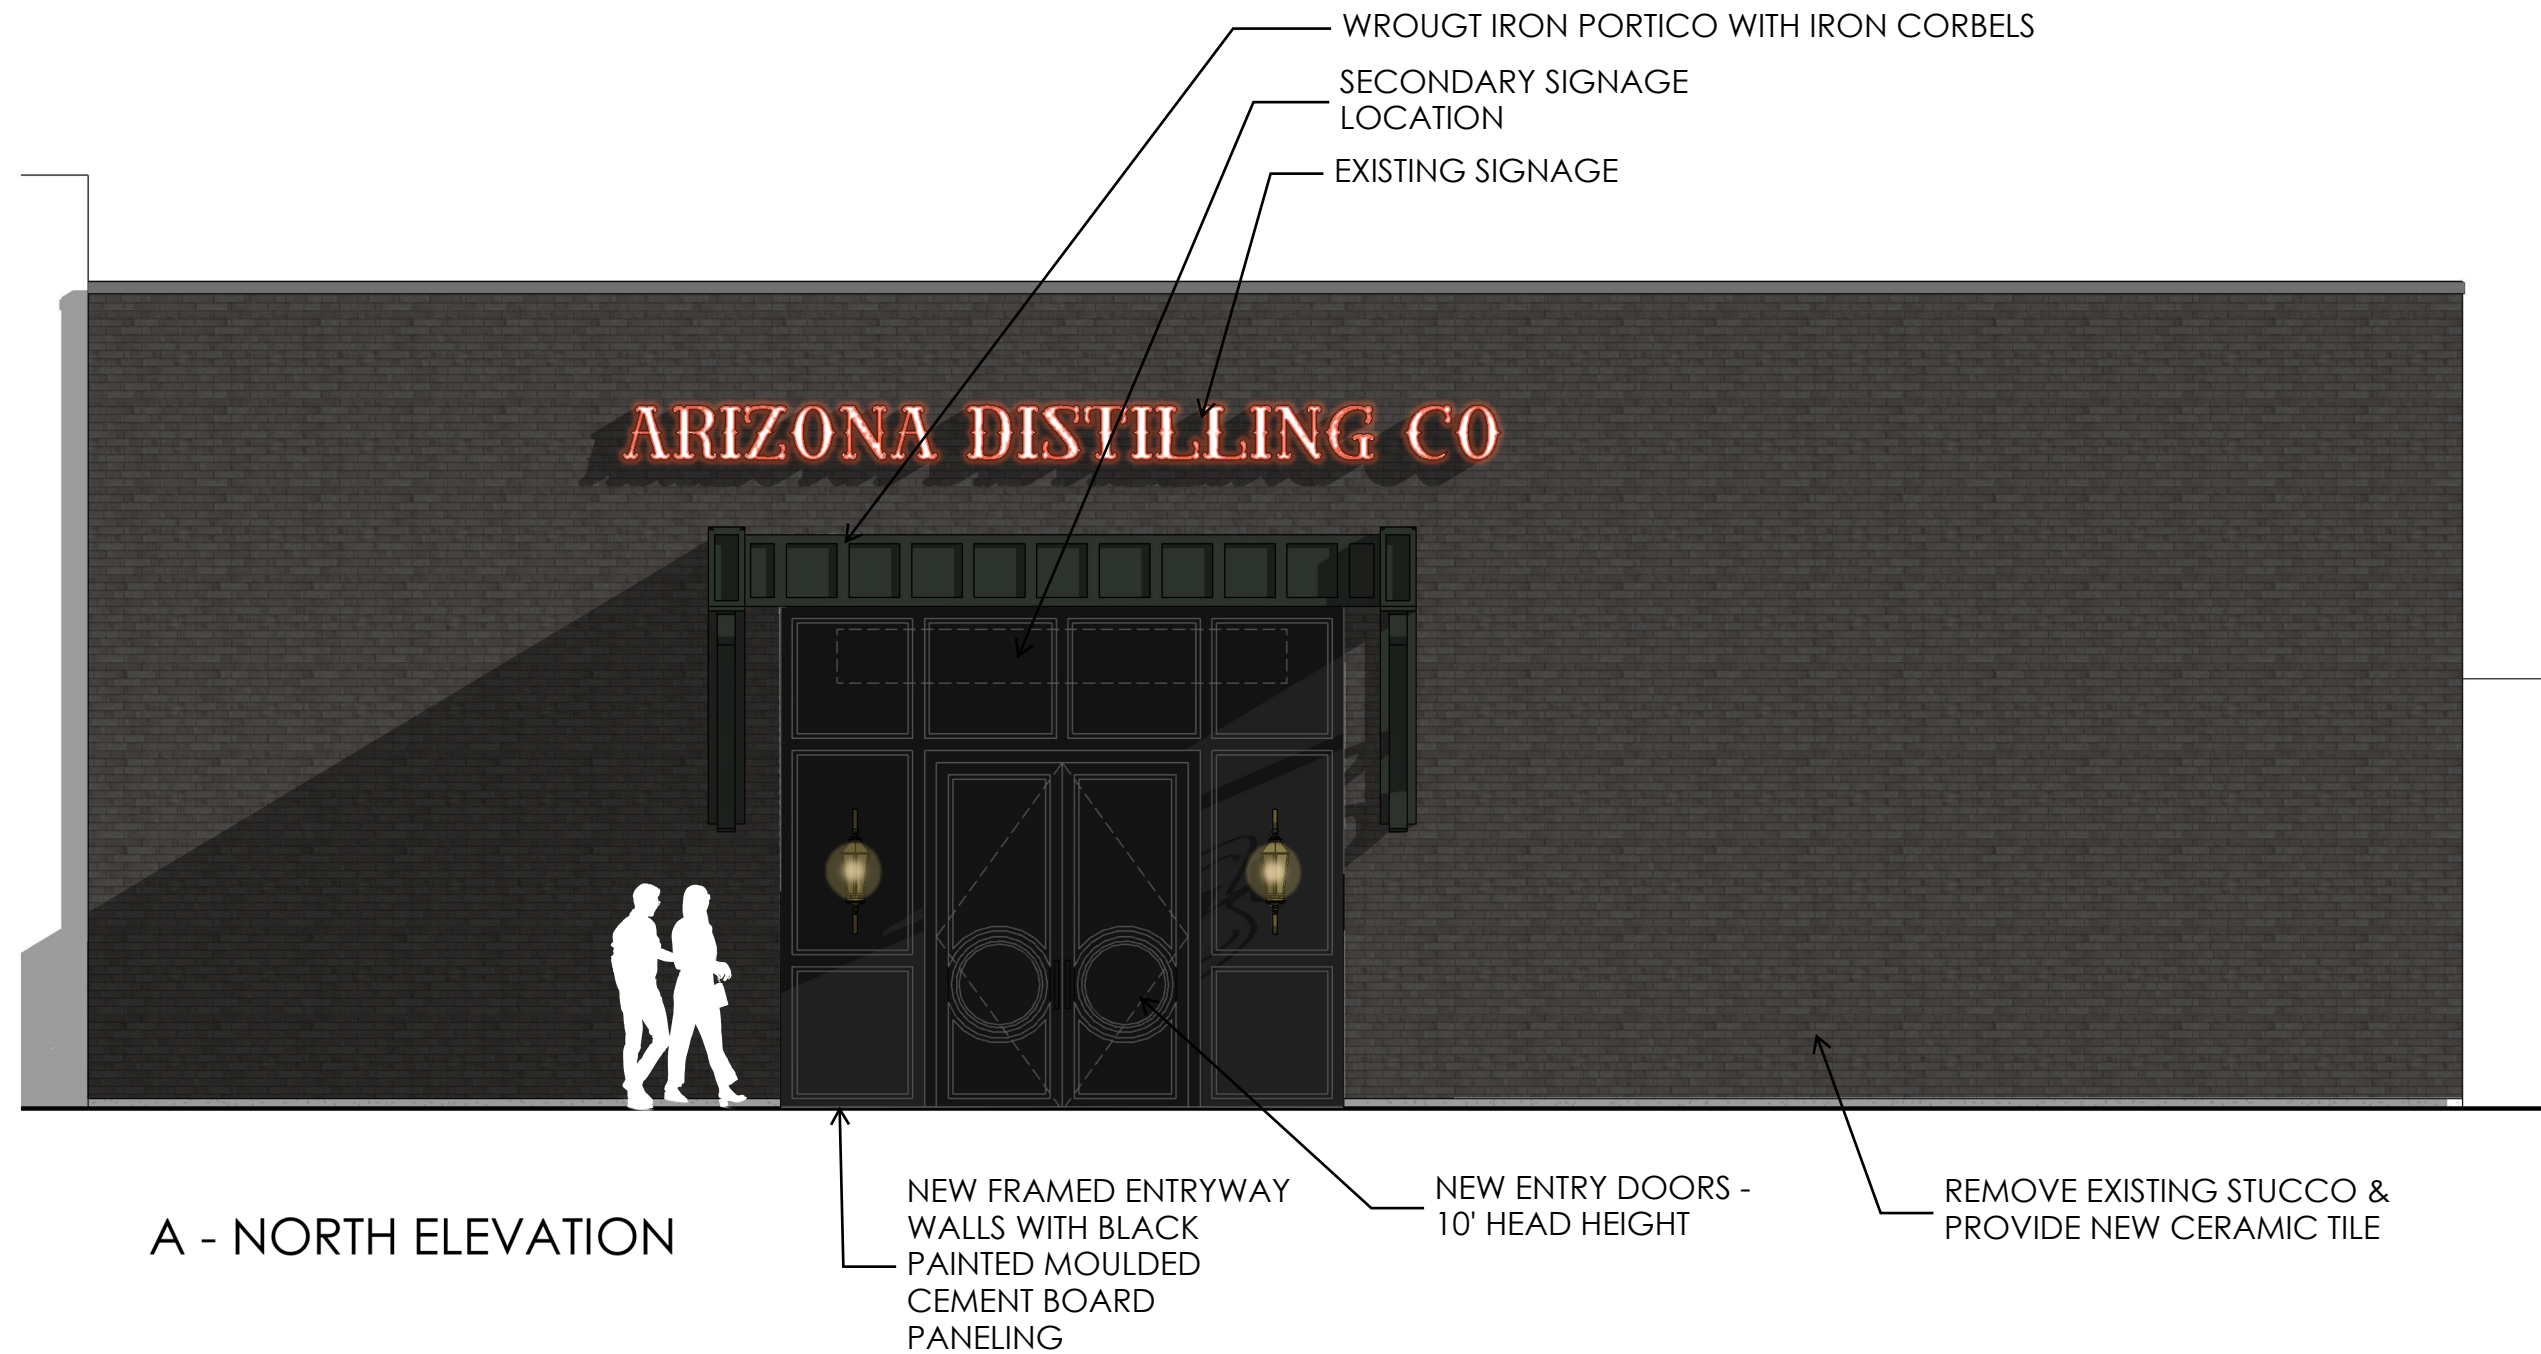 WROUGT IRON PORTICO WITH IRON CORBELS
SECONDARY SIGNAGE
LOCATION
EXISTING SIGNAGE
ARIZONA DISTILLING CO
NEW FRAMED ENTRYWAY
WALLS WITH BLACK
PAINTED MOULDED
CEMENT BOARD
PANELING
NEW ENTRY DOORS -
10' HEAD HEIGHT
REMOVE EXISTING STUCCO &
PROVIDE NEW CERAMIC TILE
A - NORTH ELEVATION